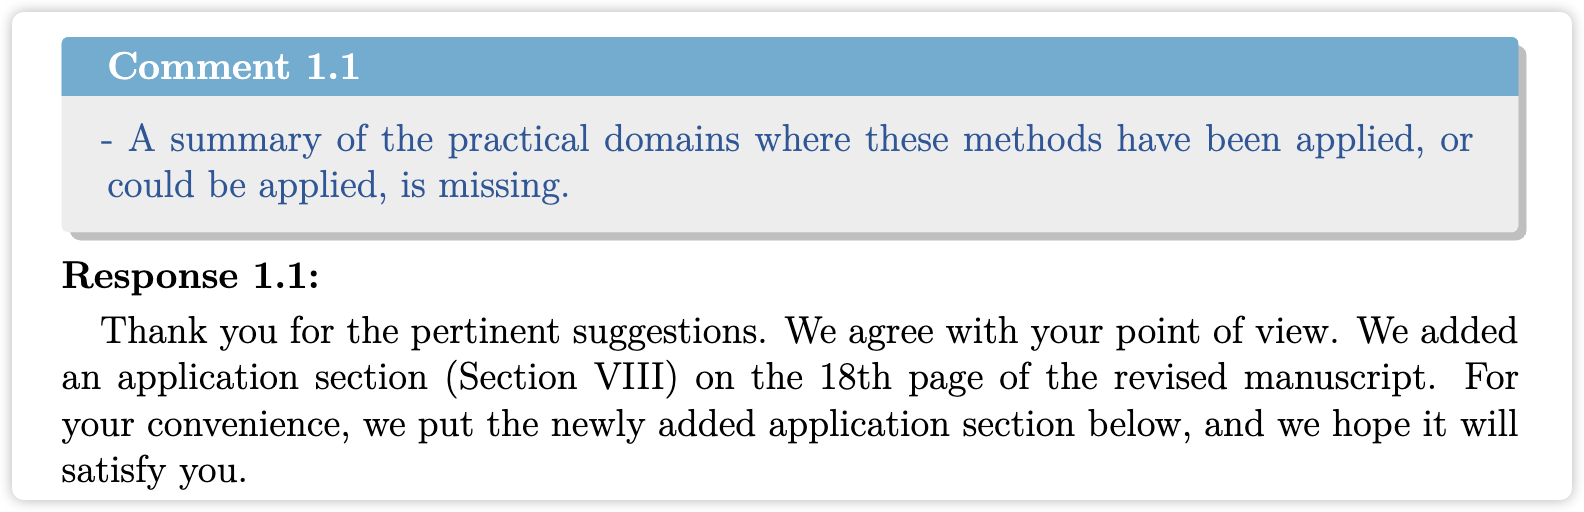 Comment 1.1
- A summary of the practical domains where these methods have been applied, or
could be applied, is missing.
Response 1.1:
Thank you for the pertinent suggestions. We agree with your point of view. We added
an application section (Section VIII) on the 18th page of the revised manuscript. For
your convenience, we put the newly added application section below, and we hope it will
satisfy you.